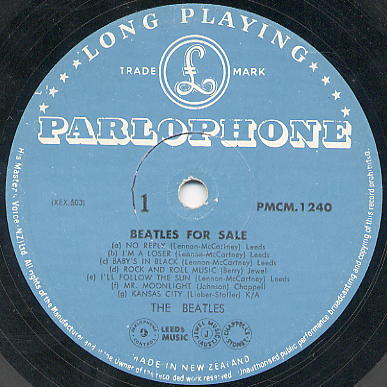 LONG PLAYING
£
TRADE MARK
PARLOPHONE
(XEX.503)
1
PMCM.1240
BEATLES FOR SALE
(a) NO REPLY (Lennon-McCartney) Leeds
(b) I'M A LOSER (Lennon-McCartney) Leeds
(c) BABY'S IN BLACK (Lennon-McCartney) Leeds
(d) ROCK AND ROLL MUSIC (Berry) Jewel
(e) I'LL FOLLOW THE SUN (Lennon-McCartney) Leeds
(f) MR. MOONLIGHT (Johnson) Chappell
(g) KANSAS CITY (Lieber-Stoller) K/A
THE BEATLES
LEEDS
MUSIC
J
MADE IN NEW ZEALAND
His Master's Voice (N.Z.) Ltd. All rights of the Manufacturer and of the Owner of the recorded work reserved
Unauthorised public performance, broadcasting and copying of this record prohibited.